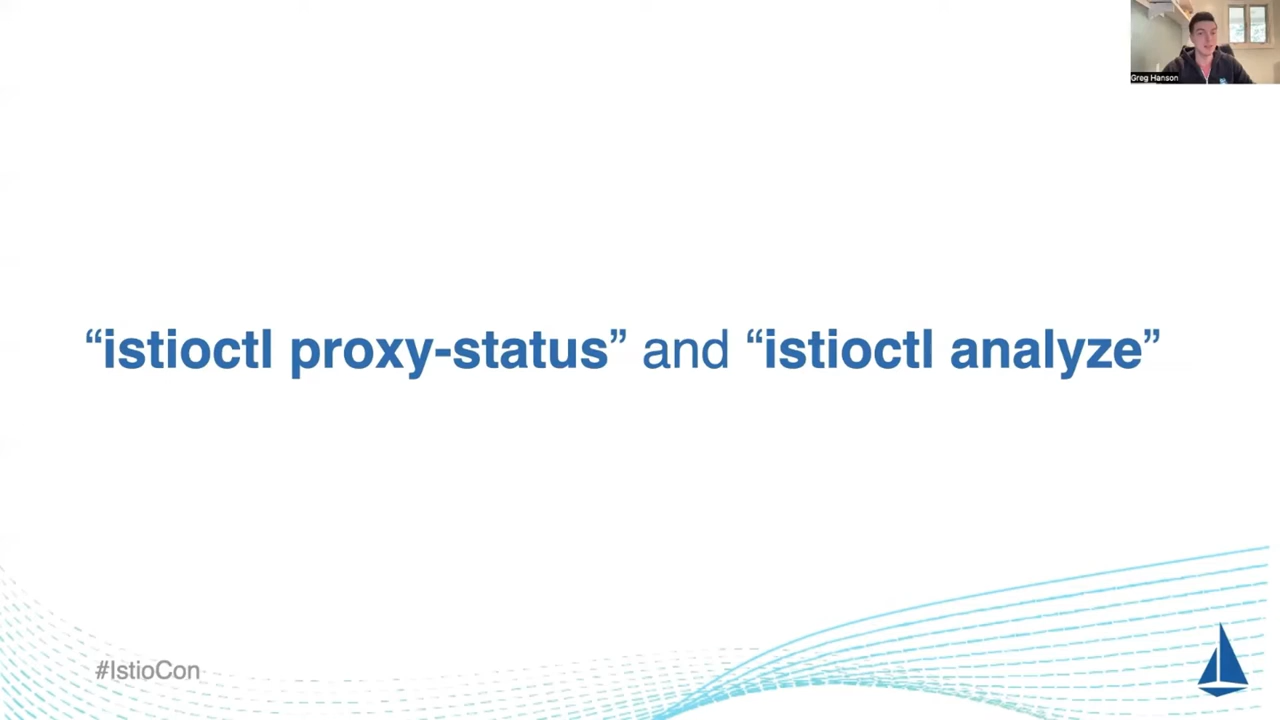 Greg Hanson
“istioctl proxy-status” and “istioctl analyze”
#IstioCon